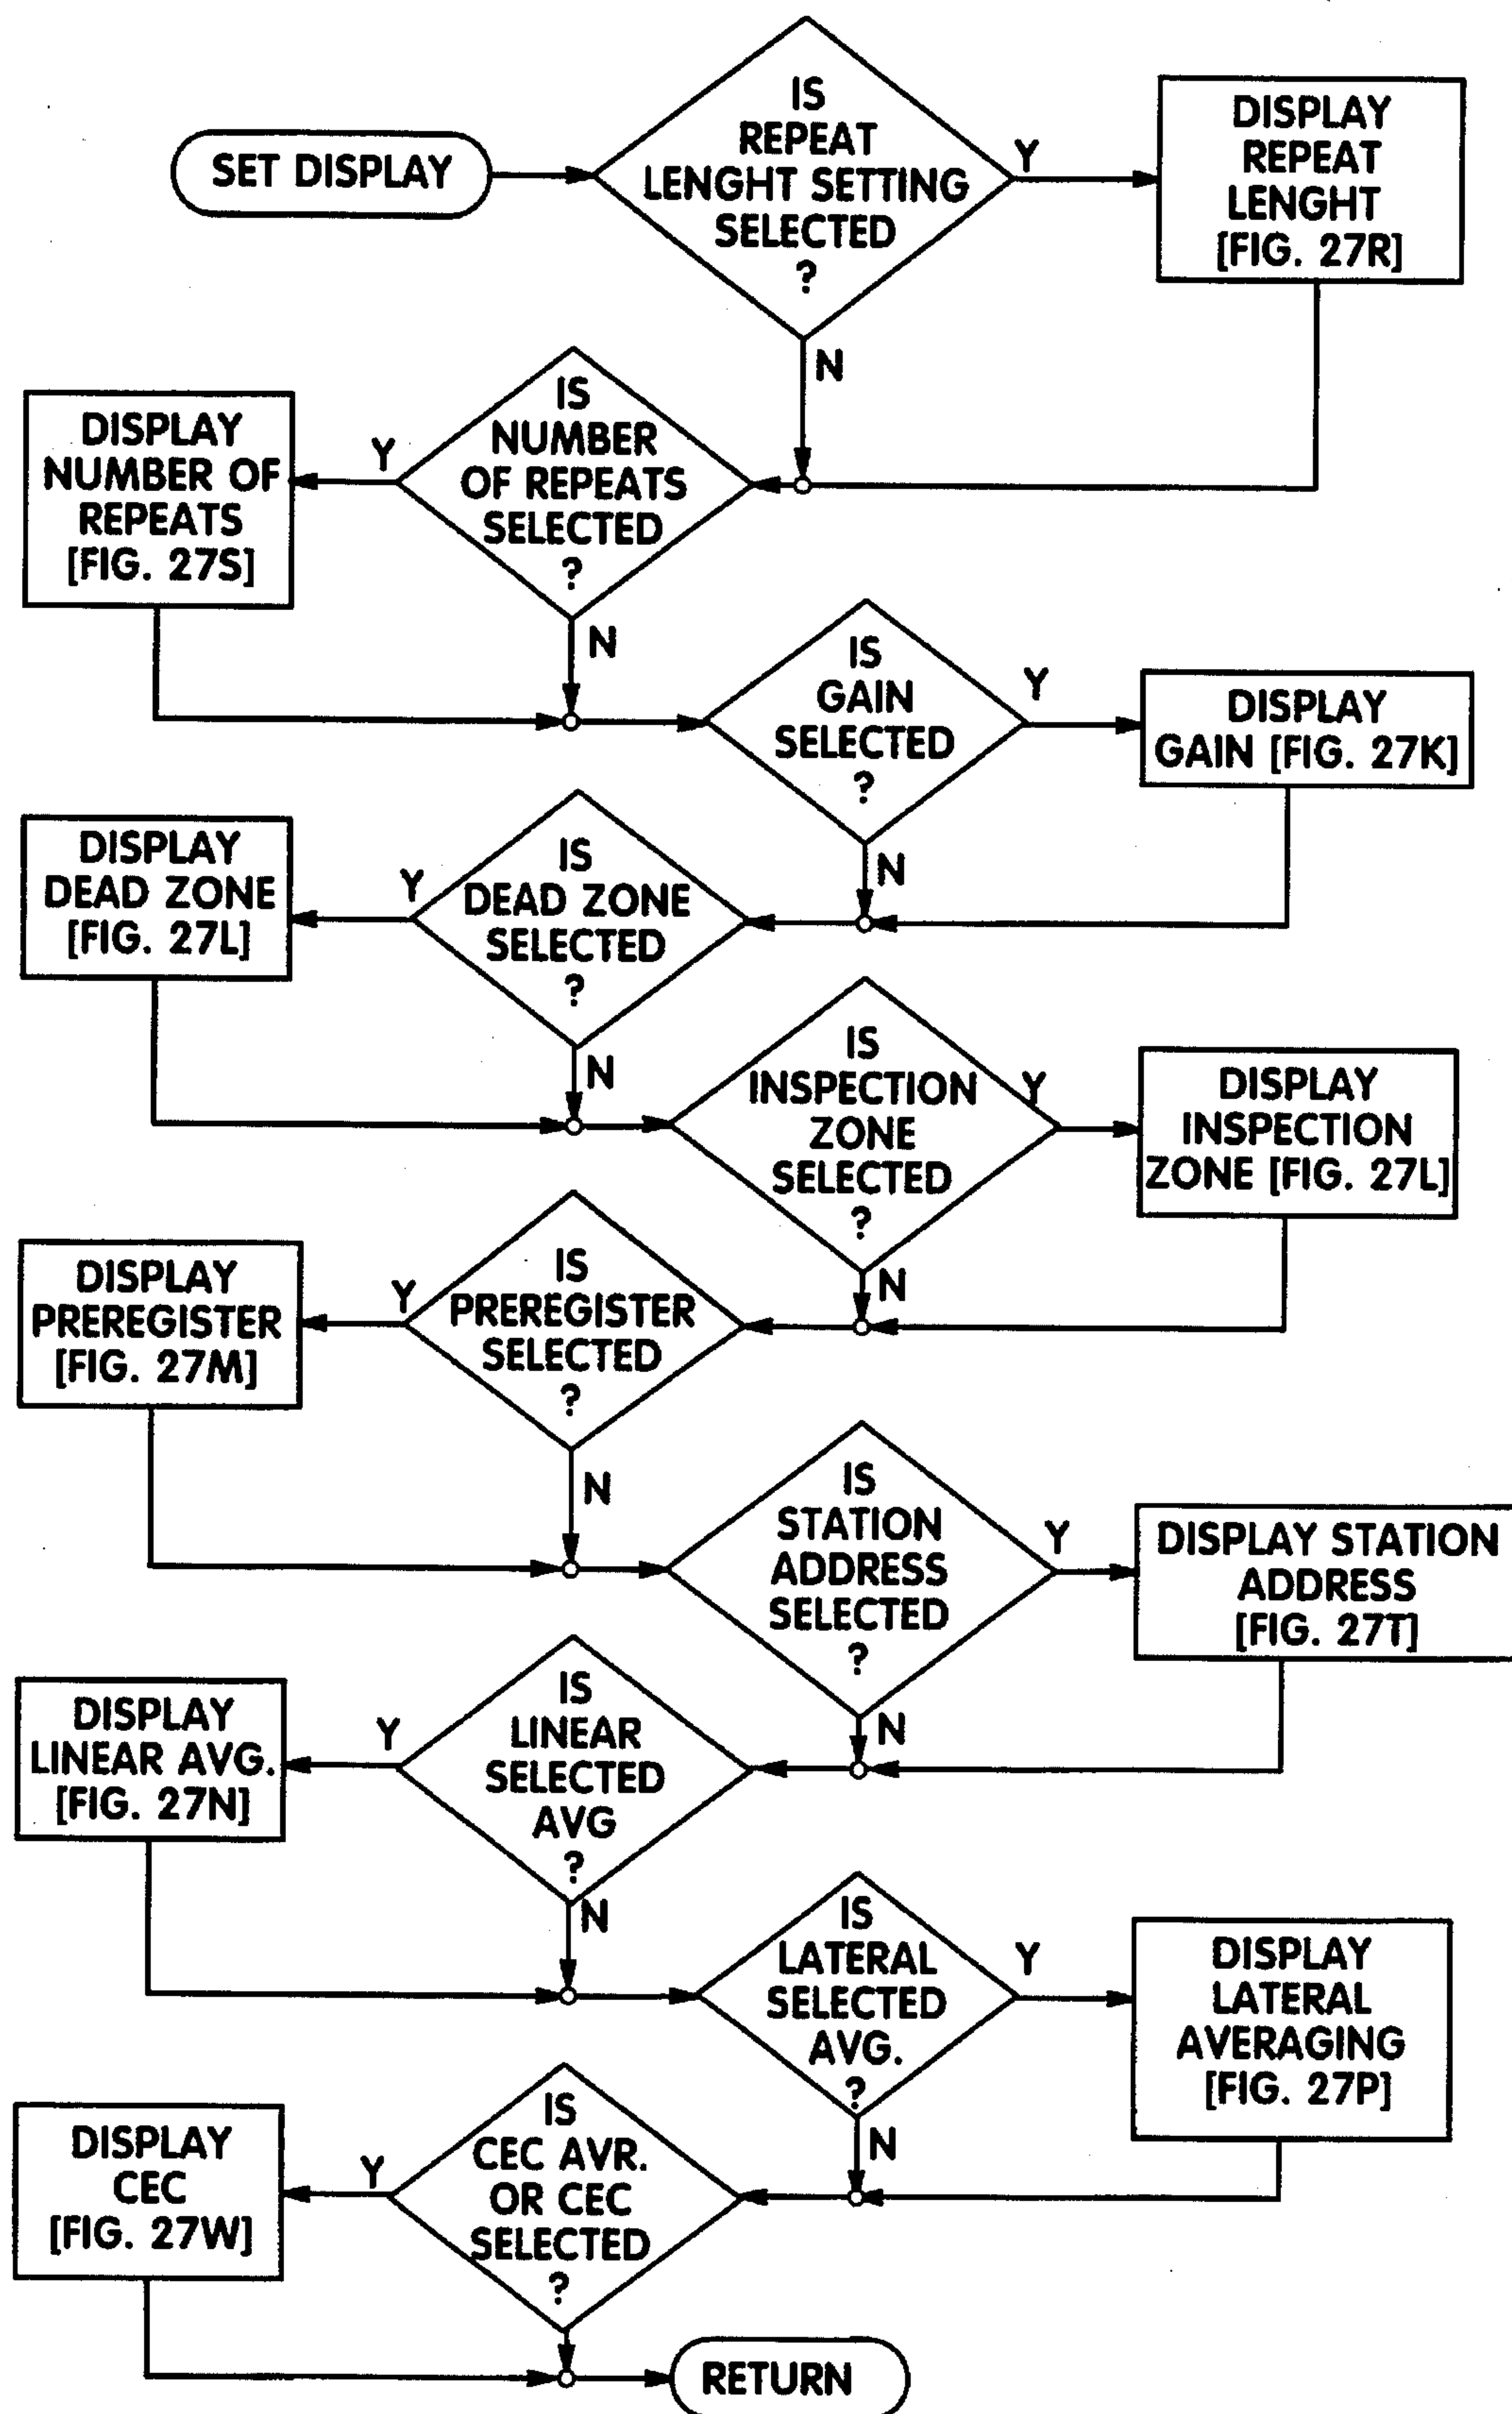 SET DISPLAY
IS
REPEAT
LENGHT SETTING
SELECTED
?
Y
DISPLAY
REPEAT
LENGHT
[FIG. 27R]
N
IS
NUMBER
OF REPEATS
SELECTED
?
Y
DISPLAY
NUMBER OF
REPEATS
[FIG. 27S]
N
IS
GAIN
SELECTED
?
Y
DISPLAY
GAIN [FIG. 27K]
N
IS
DEAD ZONE
SELECTED
?
Y
DISPLAY
DEAD ZONE
[FIG. 27L]
N
IS
INSPECTION
ZONE
SELECTED
?
Y
DISPLAY
INSPECTION
ZONE [FIG. 27L]
N
IS
PREREGISTER
SELECTED
?
Y
DISPLAY
PREREGISTER
[FIG. 27M]
N
IS
STATION
ADDRESS
SELECTED
?
Y
DISPLAY STATION
ADDRESS
[FIG. 27T]
N
IS
LINEAR
SELECTED
AVG
?
Y
DISPLAY
LINEAR AVG.
[FIG. 27N]
N
IS
LATERAL
SELECTED
AVG.
?
Y
DISPLAY
LATERAL
AVERAGING
[FIG. 27P]
N
IS
CEC AVR.
OR CEC
SELECTED
?
Y
DISPLAY
CEC
[FIG. 27W]
RETURN